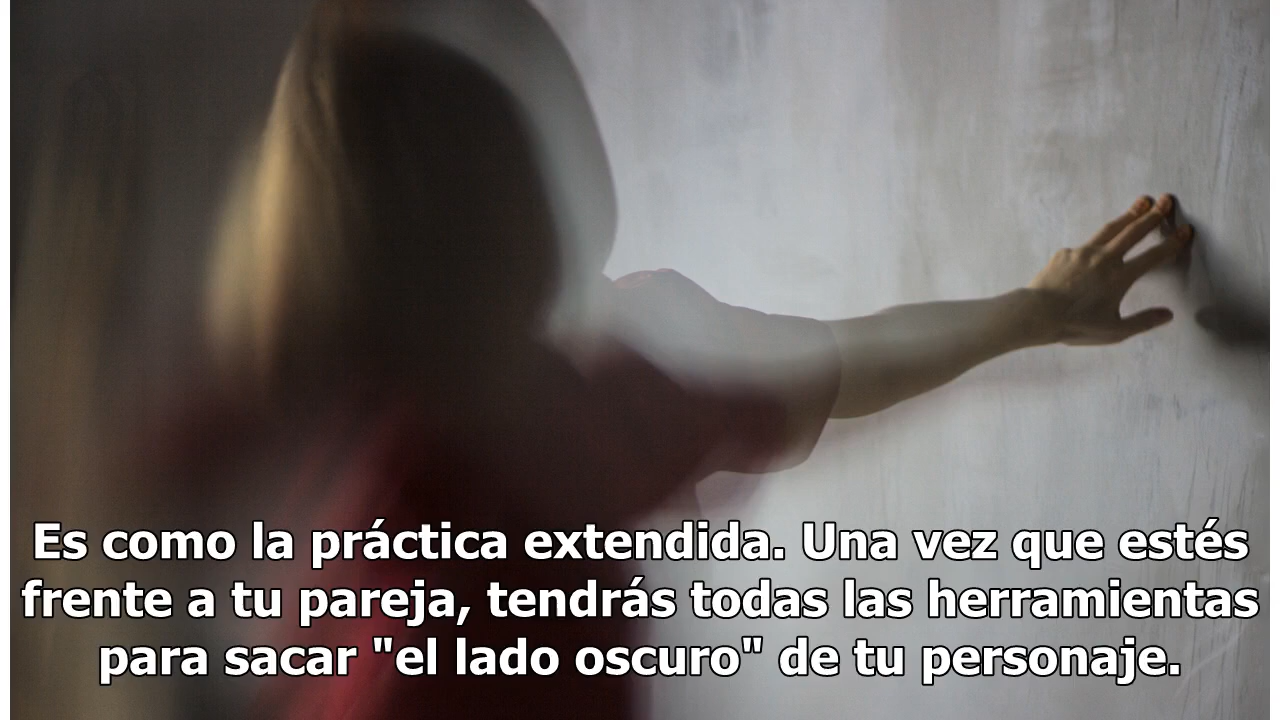 Es como la práctica extendida. Una vez que estés
frente a tu pareja, tendrás todas las herramientas
para sacar "el lado oscuro" de tu personaje.